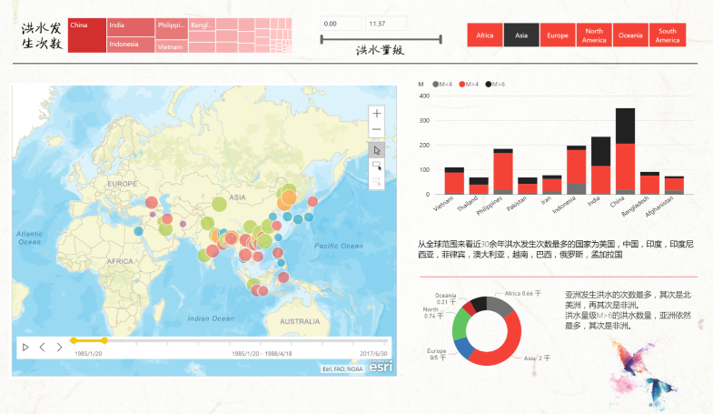 洪水发
生次数
China
India
Philippi...
Bangl...
Indonesia
Vietnam
0.00
11.37
洪水量级
Africa
Asia
Europe
North
America
Oceania
South
America
M
M<4
M>4
M>6
400
300
200
100
0
Vietnam
Thailand
Philippines
Pakistan
Iran
Indonesia
India
China
Bangladesh
Afghanistan
EUROPE
ASIA
AFRICA
AUSTRALIA
Atlantic
Ocean
Pacific Ocean
Indian Ocean
1985/1/20
1985/1/20 - 1988/4/18
2017/6/30
Esri, FAO, NOAA
esri
从全球范围来看近30余年洪水发生次数最多的国家为美国，中国，印度，印度尼
西亚，菲律宾，澳大利亚，越南，巴西，俄罗斯，孟加拉国
Oceania
0.21 千
North ...
0.74 千
Europe
Africa 0.66 千
Asia 2 千
亚洲发生洪水的次数最多，其次是北
美洲，再其次是非洲。
洪水量级M>6的洪水数量，亚洲依然
最多，其次是非洲。